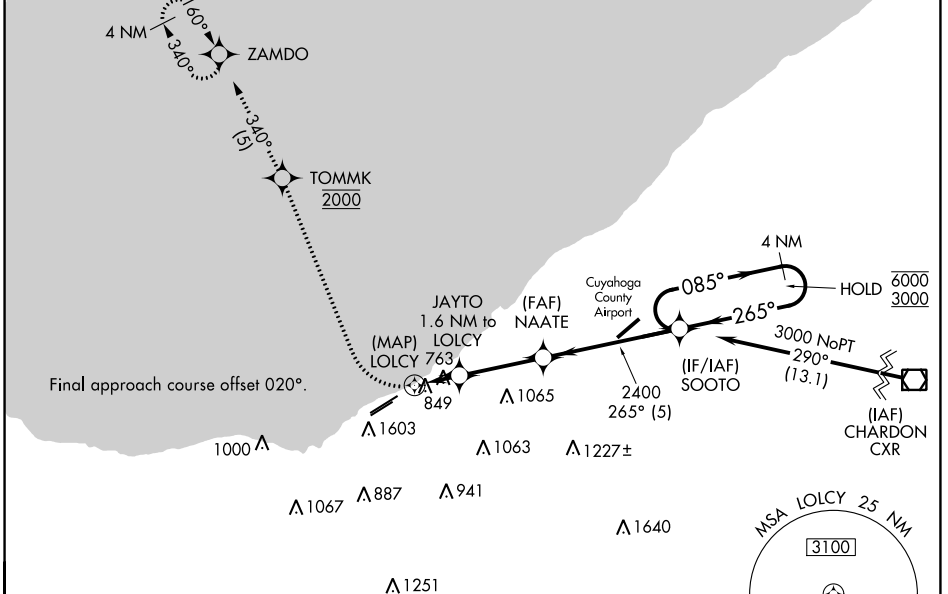 60°
4 NM
340°
ZAMDO
340°
(5)
TOMMK
2000
4 NM
085°
HOLD
6000
3000
265°
Cuyahoga
County
Airport
JAYTO
1.6 NM to
LOLCY
(FAF)
NAATE
(MAP)
LOLCY
763
849
3000 NoPT
290°
(13.1)
(IF/IAF)
SOOTO
Final approach course offset 020°.
1065
2400
265° (5)
(IAF)
CHARDON
CXR
1603
1000
1063
1227±
1067
887
941
1640
MSA LOLCY 25 NM
3100
1251